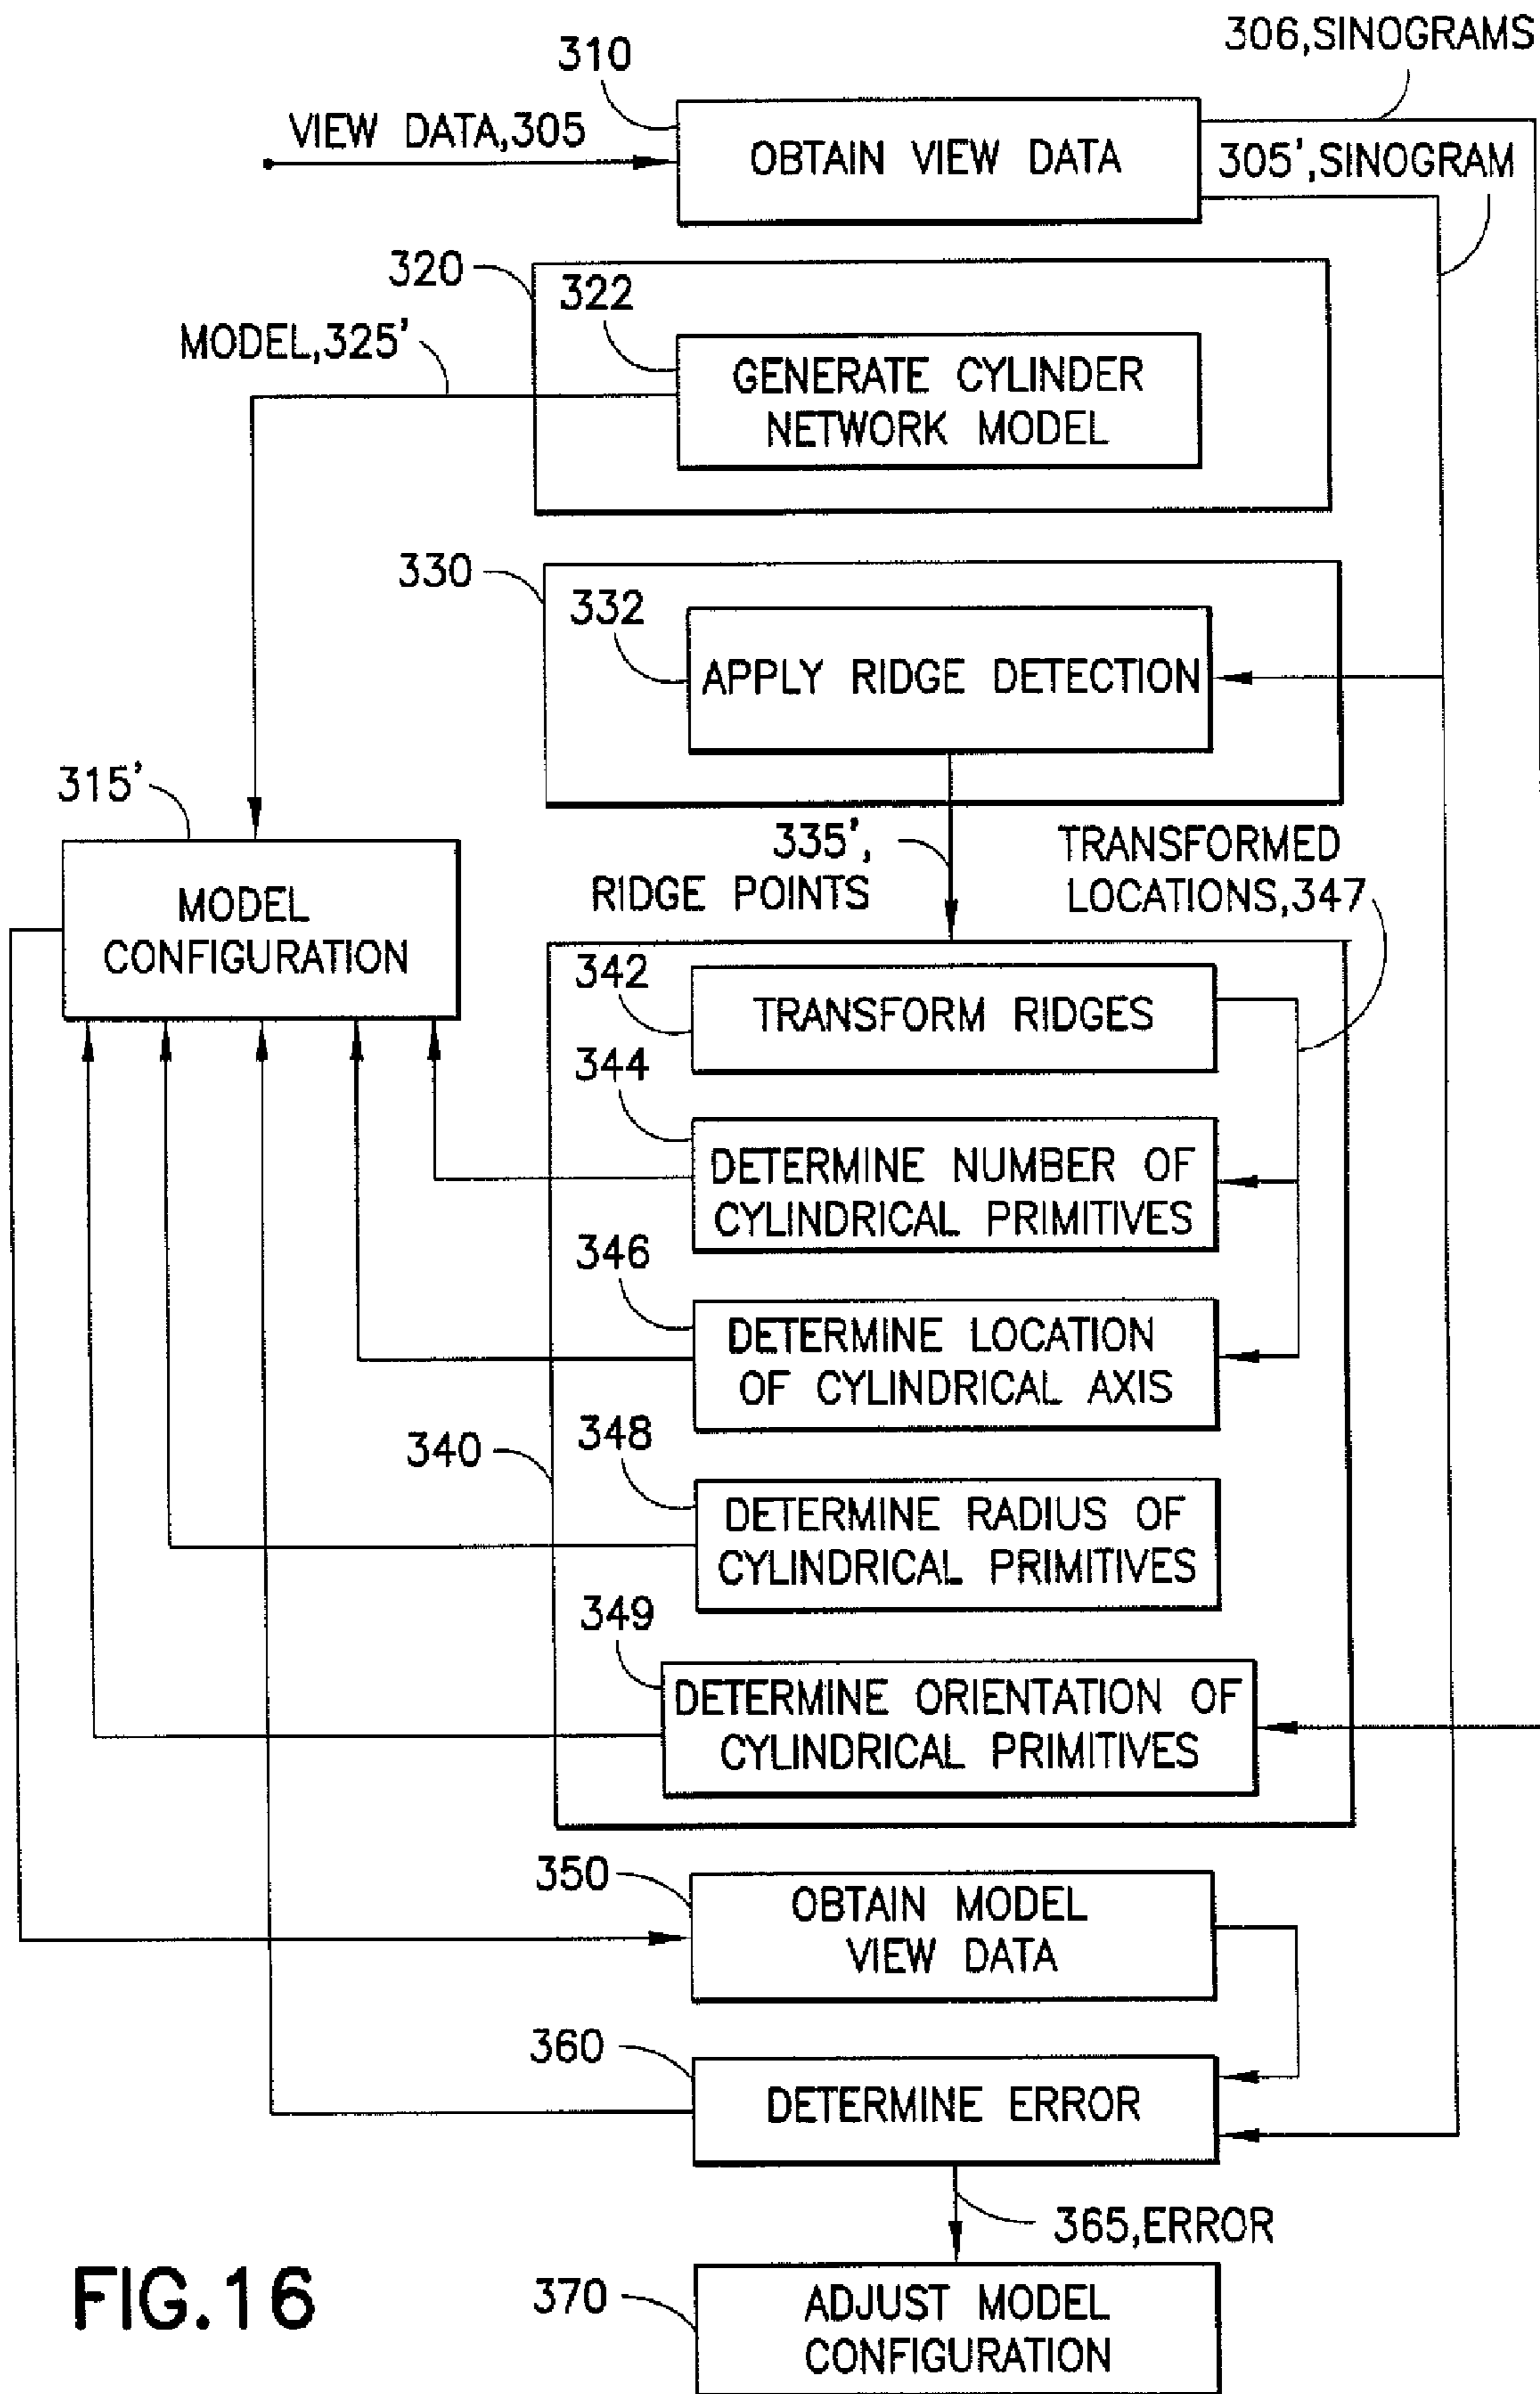 306,SINOGRAMS
310
VIEW DATA,305
OBTAIN VIEW DATA
305',SINOGRAM
320
322
MODEL,325'
GENERATE CYLINDER
NETWORK MODEL
330
332
APPLY RIDGE DETECTION
315'
MODEL
CONFIGURATION
335',
RIDGE POINTS
TRANSFORMED
LOCATIONS,347
342
TRANSFORM RIDGES
344
DETERMINE NUMBER OF
CYLINDRICAL PRIMITIVES
346
DETERMINE LOCATION
OF CYLINDRICAL AXIS
340
348
DETERMINE RADIUS OF
CYLINDRICAL PRIMITIVES
349
DETERMINE ORIENTATION OF
CYLINDRICAL PRIMITIVES
350
OBTAIN MODEL
VIEW DATA
360
DETERMINE ERROR
365,ERROR
370
ADJUST MODEL
CONFIGURATION
FIG.16